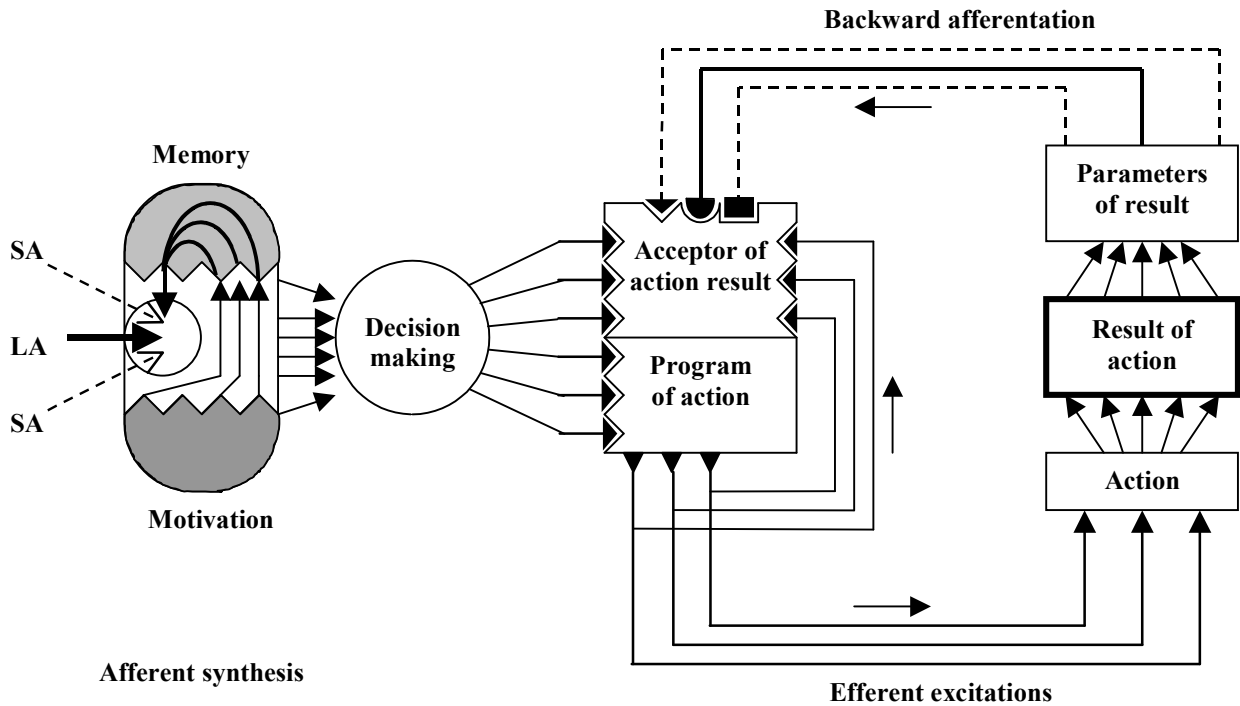 Backward afferentation
Memory
SA
LA
SA
Motivation
Afferent synthesis
Decision
making
Acceptor of
action result
Program
of action
Parameters
of result
Result of
action
Action
Efferent excitations